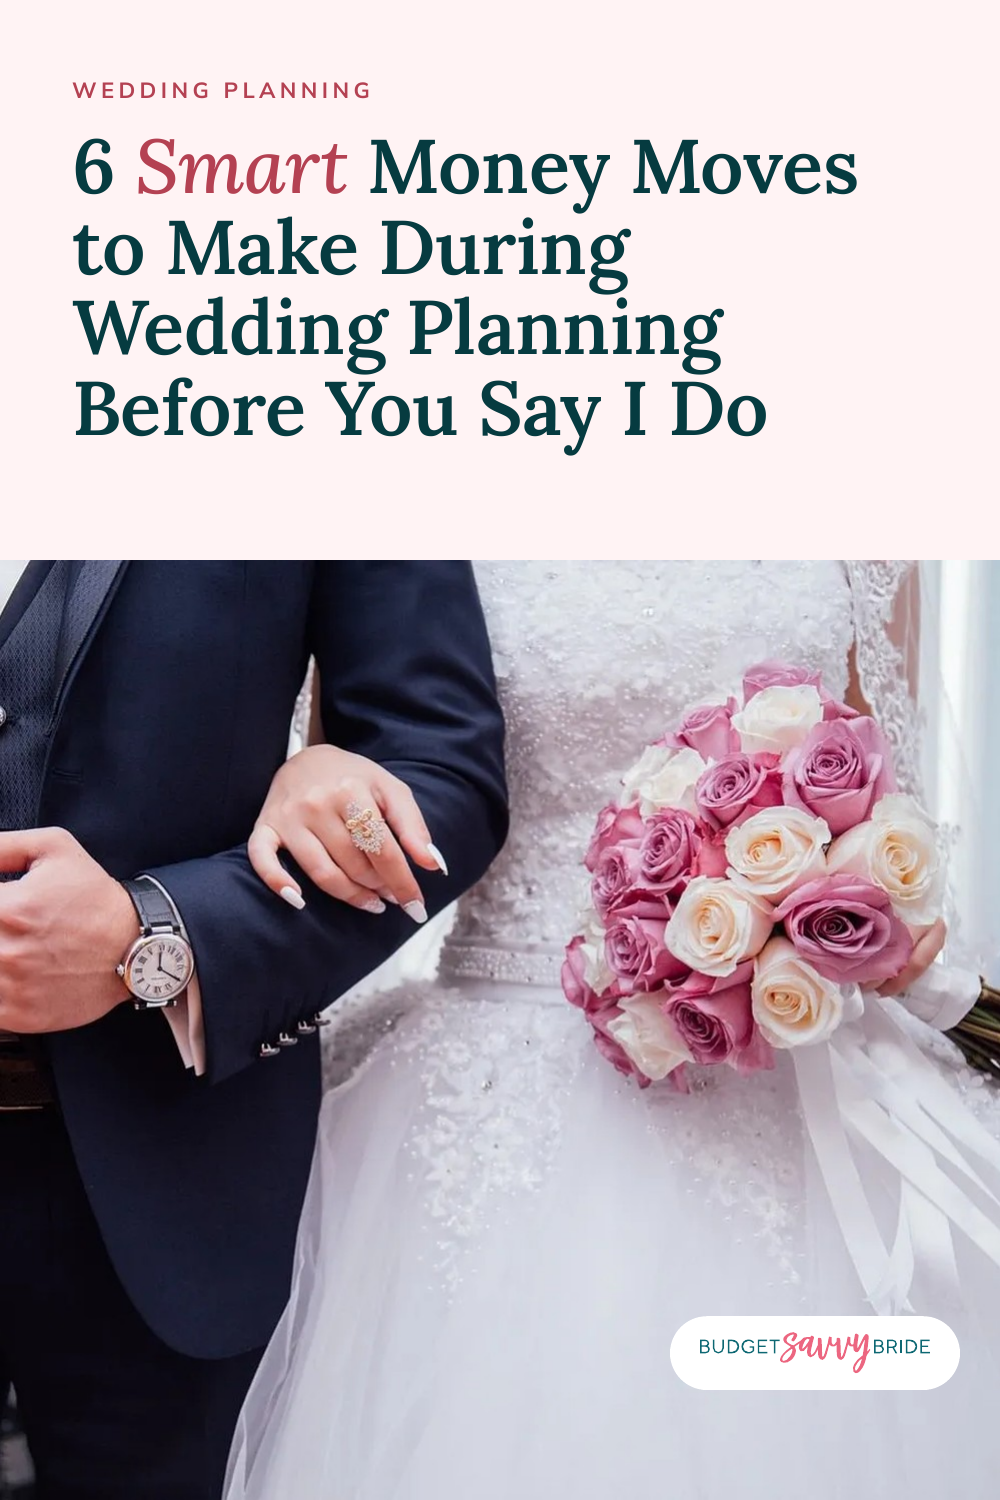 WEDDING PLANNING
6 Smart Money Moves
to Make During
Wedding Planning
Before You Say I Do
BUDGET savvy BRIDE